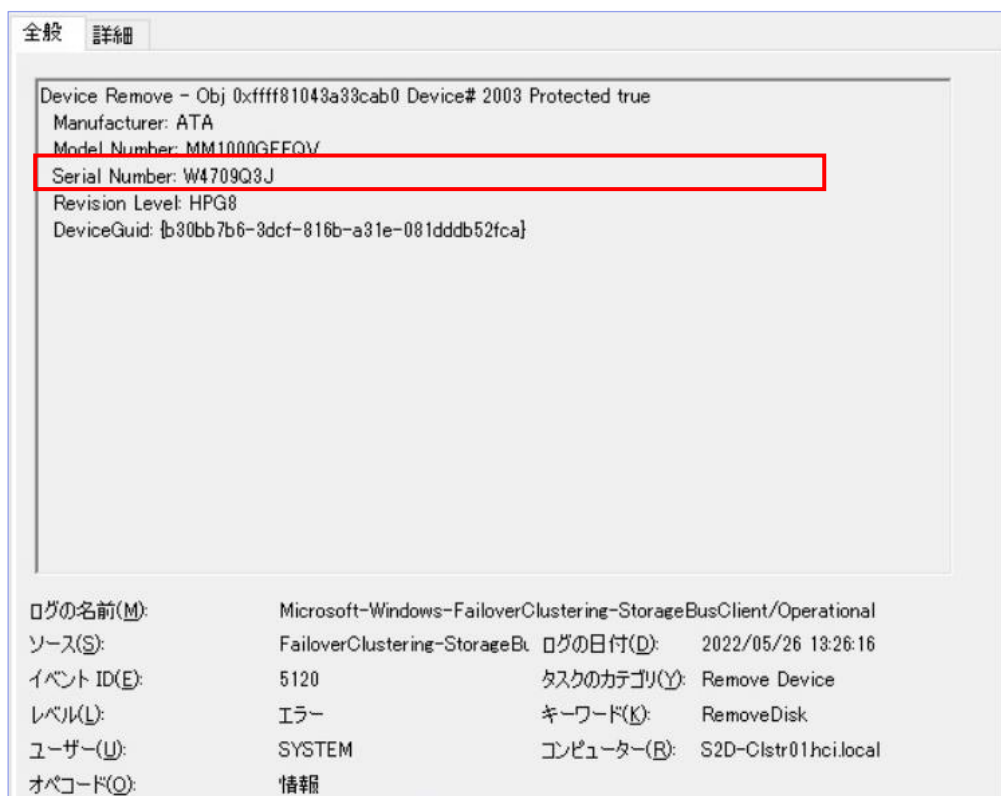 全般 詳細
Device Remove - Obj 0xffff81043a33cab0 Device# 2003 Protected true
Manufacturer: ATA
Model Number: MM1000GEFQV
Serial Number: W4709Q3J
Revision Level: HPG8
DeviceGuid: {b30bb7b6-3dcf-816b-a31e-081dddb52fca}
ログの名前(M): Microsoft-Windows-FailoverClustering-StorageBusClient/Operational
ソース(S): FailoverClustering-StorageBu ログの日付(D): 2022/05/26 13:26:16
イベント ID(E): 5120 タスクのカテゴリ(Y): Remove Device
レベル(L): エラー キーワード(K): RemoveDisk
ユーザー(U): SYSTEM コンピューター(R): S2D-Clstr01.hci.local
オペコード(O): 情報